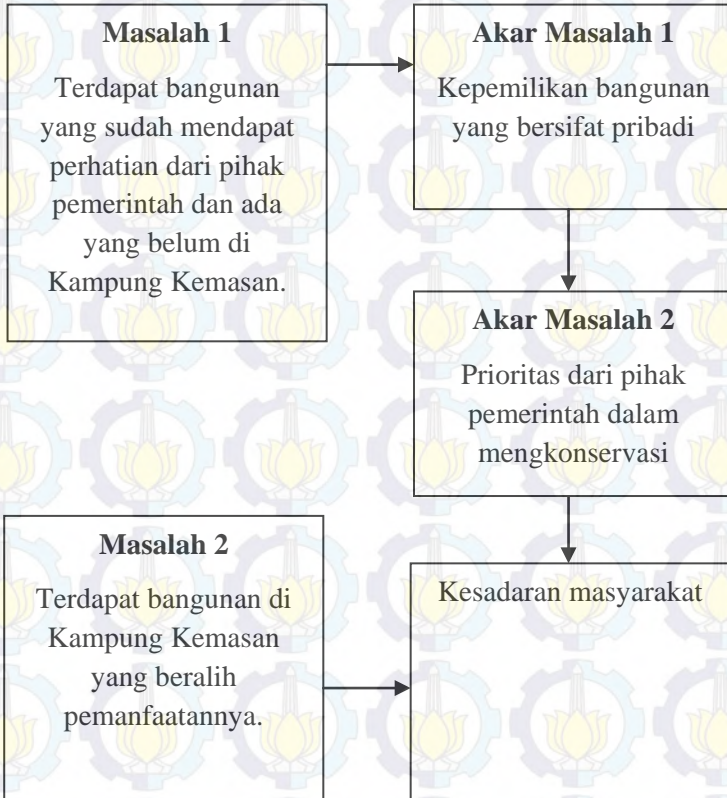 Masalah 1
Terdapat bangunan
yang sudah mendapat
perhatian dari pihak
pemerintah dan ada
yang belum di
Kampung Kemasan.
Akar Masalah 1
Kepemilikan bangunan
yang bersifat pribadi
Akar Masalah 2
Prioritas dari pihak
pemerintah dalam
mengkonservasi
Masalah 2
Terdapat bangunan di
Kampung Kemasan
yang beralih
pemanfaatannya.
Kesadaran masyarakat